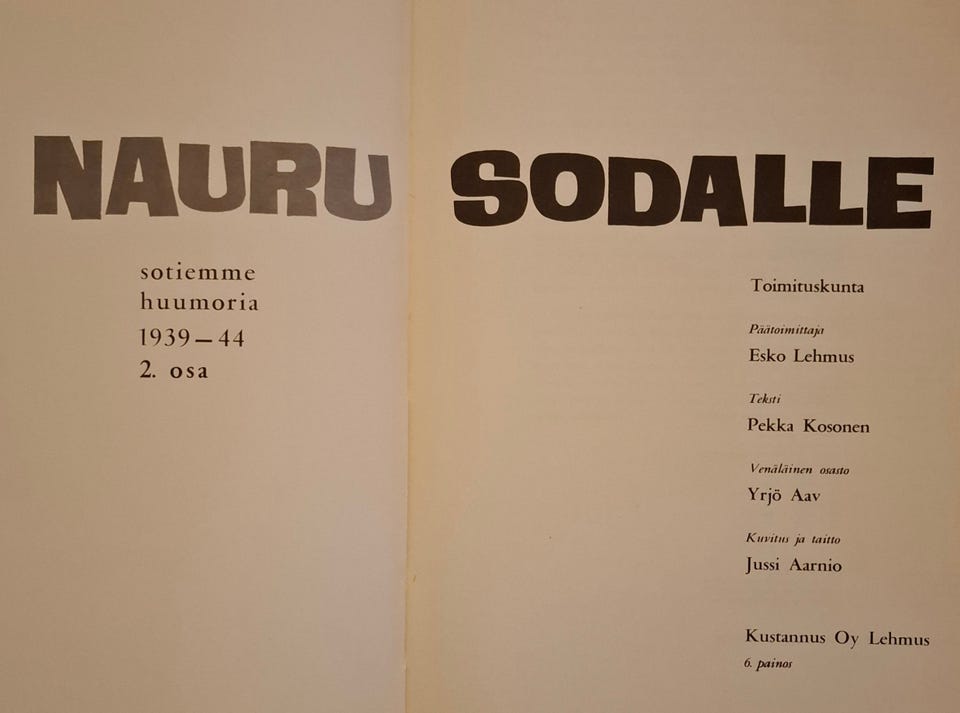 NAURU SODALLE
sotiemme
huumoria
1939—44
2. osa
Toimituskunta
Päätoimittaja
Esko Lehmus
Teksti
Pekka Kosonen
Venäläinen osasto
Yrjö Aav
Kuvitus ja taitto
Jussi Aarnio
Kustannus Oy Lehmus
6. painos